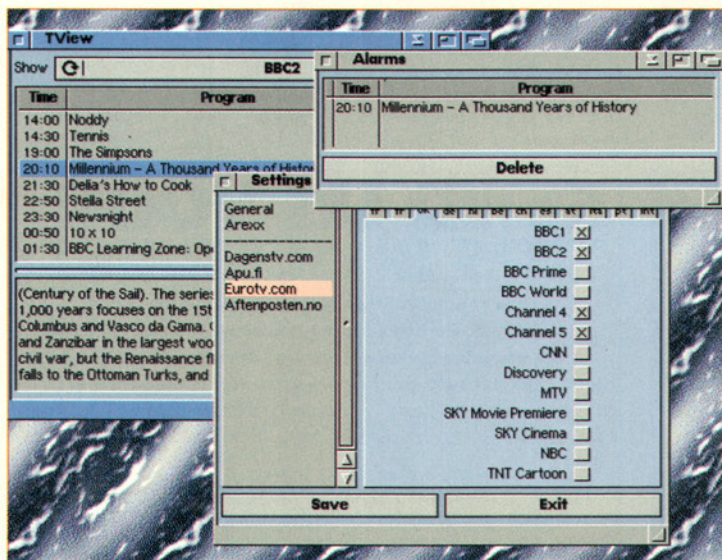 TView
Show BBC2
Time Program
14:00 Noddy
14:30 Tennis
19:00 The Simpsons
20:10 Millennium – A Thousand Years of Histor
21:30 Delia's How to Cook
22:50 Stella Street
23:30 Newsnight
00:50 10 x 10
01:30 BBC Learning Zone: Op
(Century of the Sail). The series
1,000 years focuses on the 15t
Columbus and Vasco da Gama.
and Zanzibar in the largest woo
civil war, but the Renaissance fl
falls to the Ottoman Turks, and
Alarms
Time Program
20:10 Millennium – A Thousand Years of History
Delete
Settings
General
Arexx
Dagenstv.com
Apu.fi
Eurotv.com
Aftenposten.no
BBC1
BBC2
BBC Prime
BBC World
Channel 4
Channel 5
CNN
Discovery
MTV
SKY Movie Premiere
SKY Cinema
NBC
TNT Cartoon
Save Exit